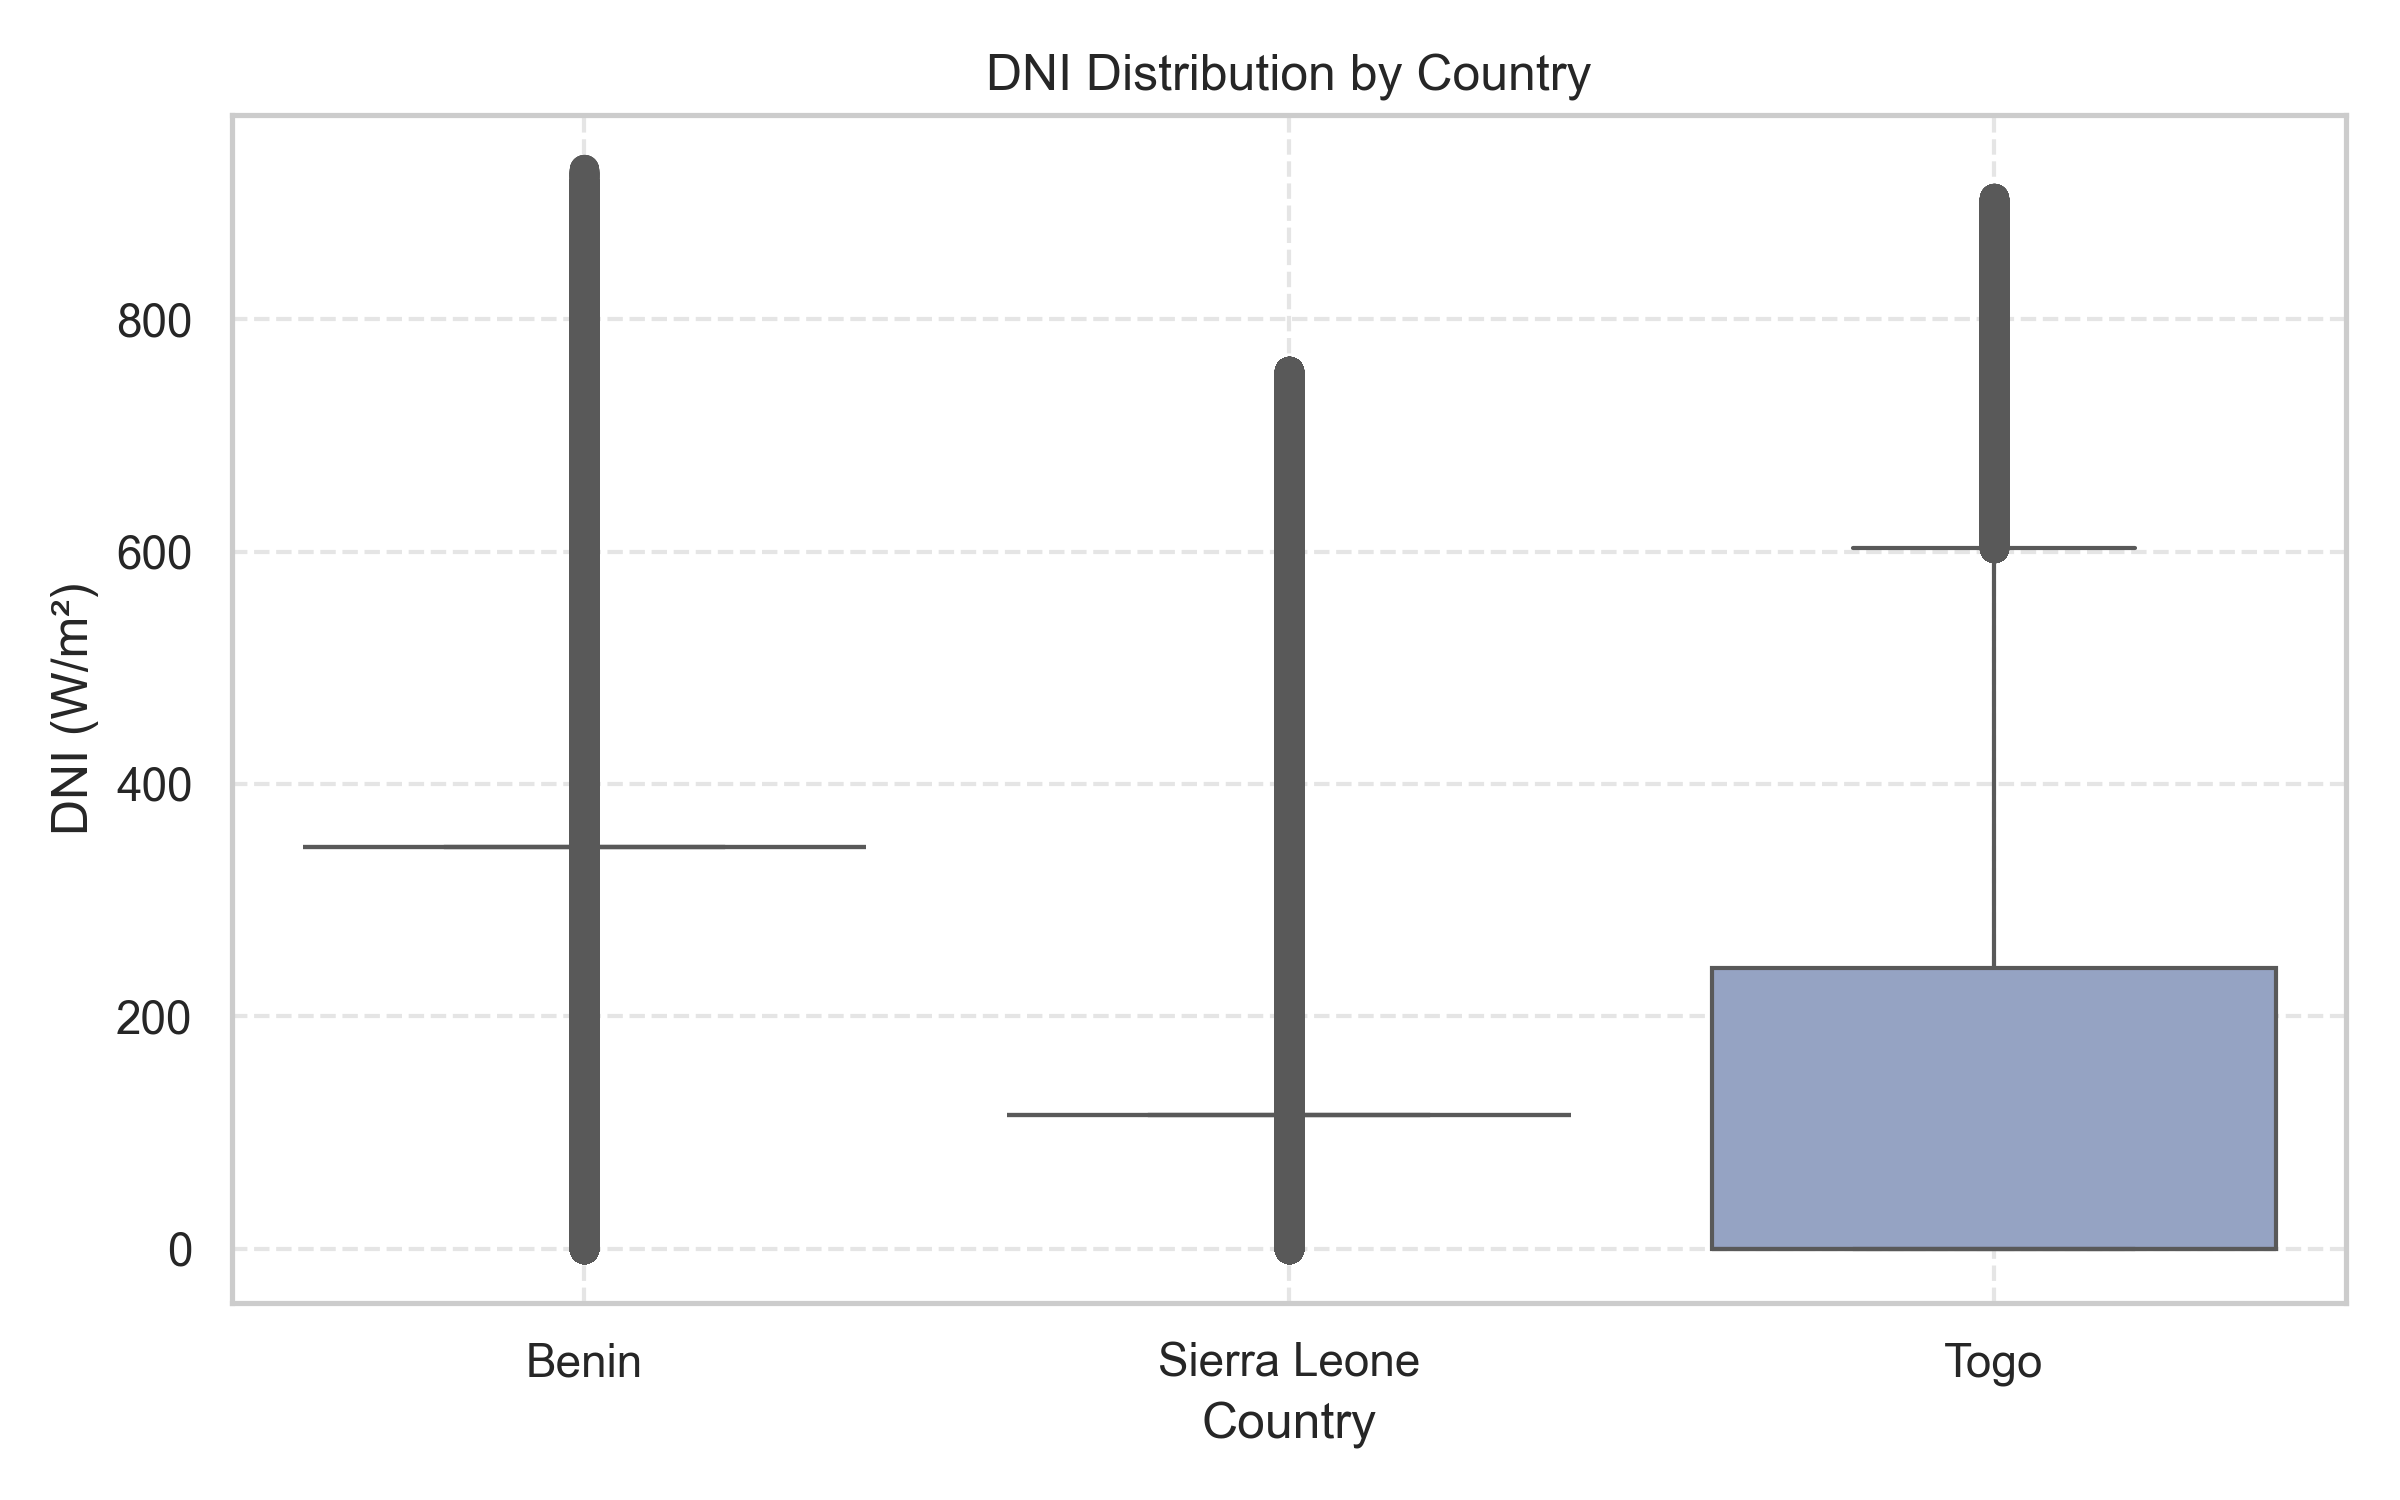 DNI Distribution by Country
DNI (W/m²)
800
600
400
200
0
Benin
Sierra Leone
Togo
Country